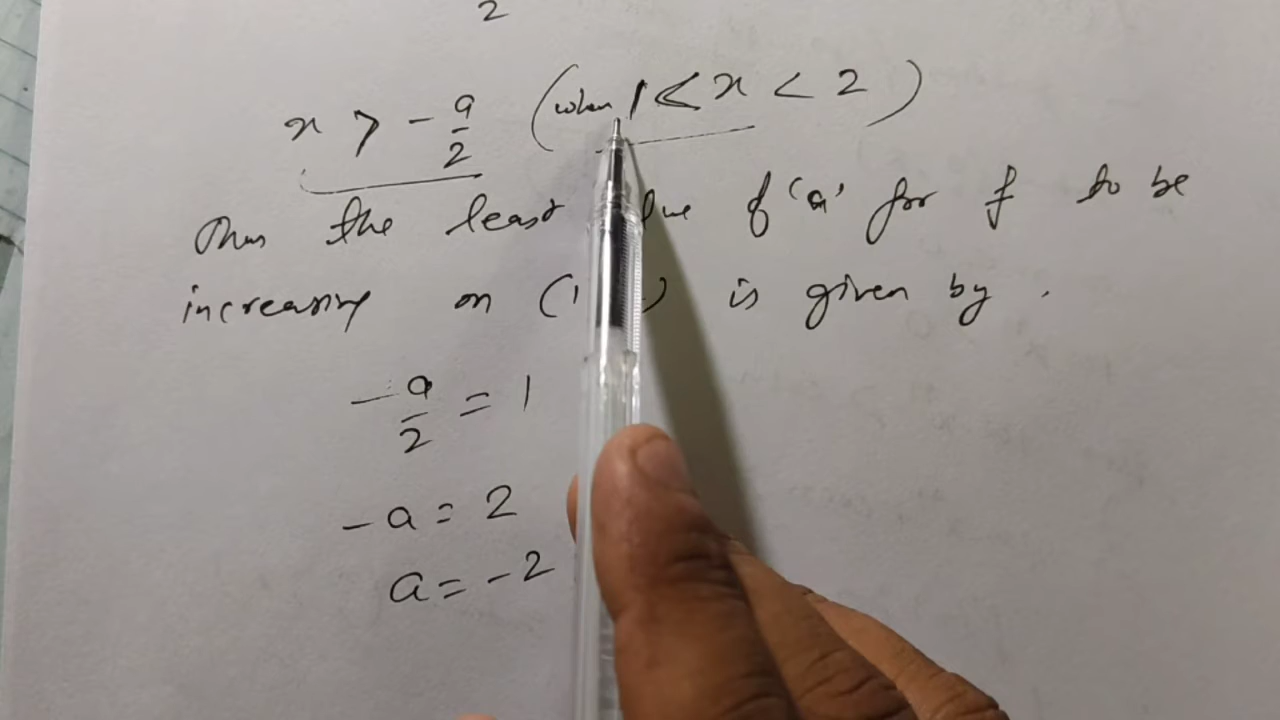 2
x > -a/2 (when 1 < x < 2)
Thus the least of 'a' for f to be
increasing on (1 ) is given by .
-a/2 = 1
-a = 2
a = -2